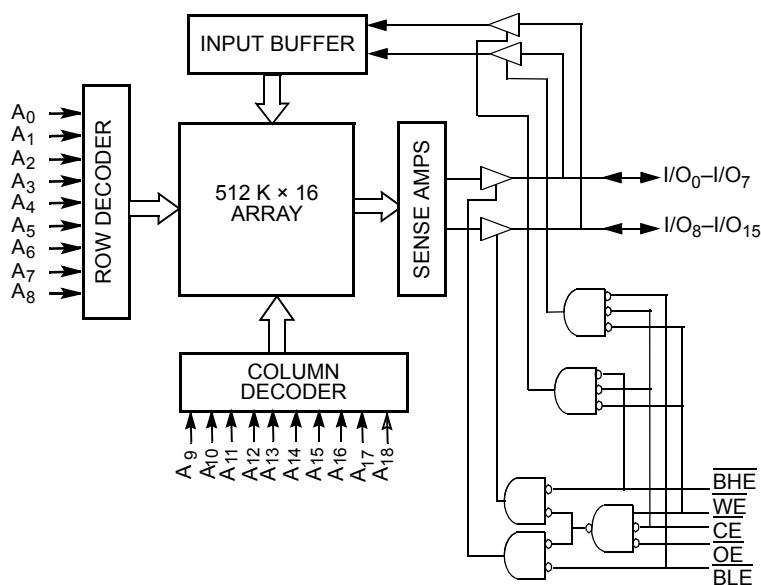 INPUT BUFFER
A0
A1
A2
A3
A4
A5
A6
A7
A8
ROW DECODER
512 K × 16
ARRAY
SENSE AMPS
I/O0–I/O7
I/O8–I/O15
COLUMN
DECODER
A9
A10
A11
A12
A13
A14
A15
A16
A17
A18
BHE
WE
CE
OE
BLE